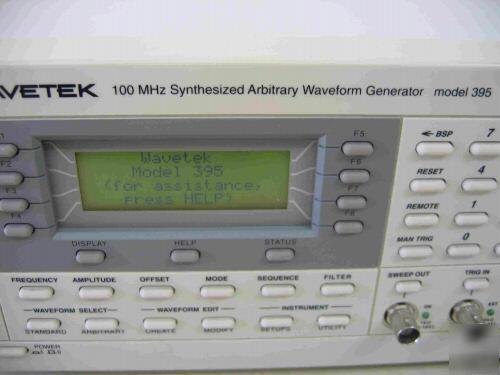 AVETEK 100 MHz Synthesized Arbitrary Waveform Generator model 395
F1
F2
F3
F4
Wavetek
Model 395
(for assistance,
press HELP)
F5
F6
F7
F8
DISPLAY HELP STATUS
BSP 7
RESET 4
REMOTE 1
MAN TRIG 0
FREQUENCY AMPLITUDE OFFSET MODE SEQUENCE FILTER
WAVEFORM SELECT WAVEFORM EDIT INSTRUMENT
STANDARD ARBITRARY CREATE MODIFY SETUPS UTILITY
SWEEP OUT TRIG IN
POWER